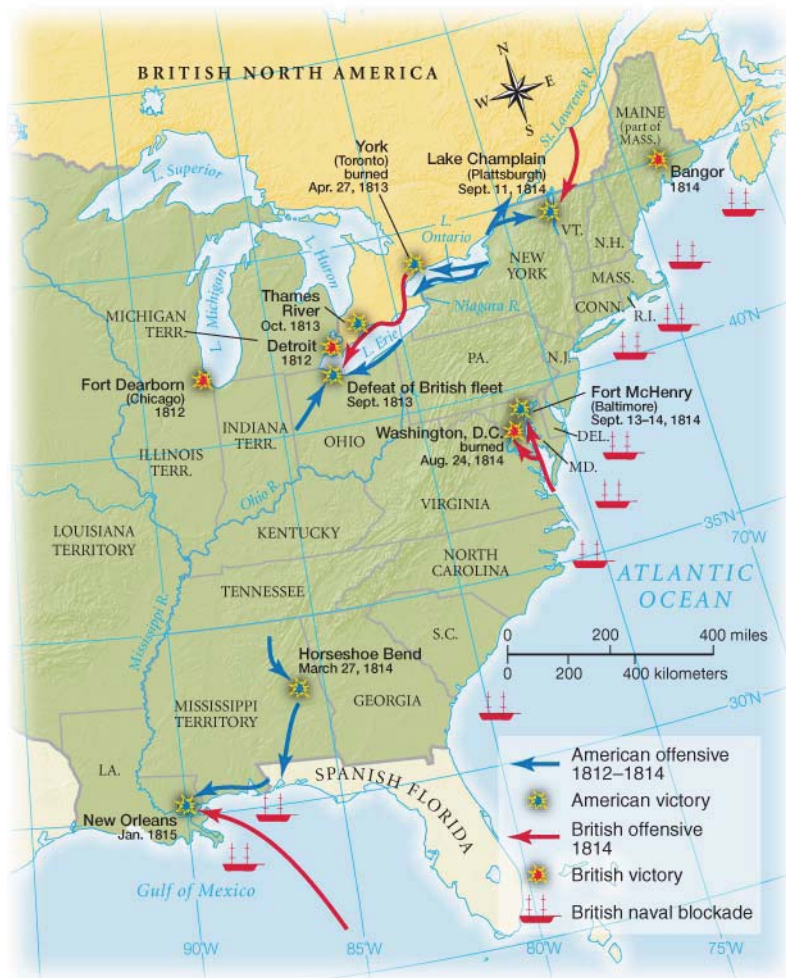 BRITISH NORTH AMERICA
N
E
S
W
St. Lawrence R.
MAINE
(part of
MASS.)
45°N
York
(Toronto)
burned
Apr. 27, 1813
Lake Champlain
(Plattsburgh)
Sept. 11, 1814
Bangor
1814
L. Superior
L. Huron
L. Michigan
L.
Ontario
VT.
N.H.
NEW
YORK
MASS.
CONN.
R.I.
40°N
Niagara R.
MICHIGAN
TERR.
Thames
River
Oct. 1813
Detroit
1812
L. Erie
PA.
N.J.
Fort Dearborn
(Chicago)
1812
Defeat of British fleet
Sept. 1813
Fort McHenry
(Baltimore)
Sept. 13–14, 1814
INDIANA
TERR.
OHIO
Washington, D.C.
burned
Aug. 24, 1814
DEL.
MD.
ILLINOIS
TERR.
Ohio R.
VIRGINIA
35°N
70°W
LOUISIANA
TERRITORY
KENTUCKY
NORTH
CAROLINA
ATLANTIC
OCEAN
TENNESSEE
Mississippi R.
S.C.
0 200 400 miles
0 200 400 kilometers
Horseshoe Bend
March 27, 1814
MISSISSIPPI
TERRITORY
GEORGIA
30°N
LA.
SPANISH FLORIDA
New Orleans
Jan. 1815
Gulf of Mexico
American offensive
1812–1814
American victory
British offensive
1814
British victory
British naval blockade
90°W
85°W
80°W
75°W